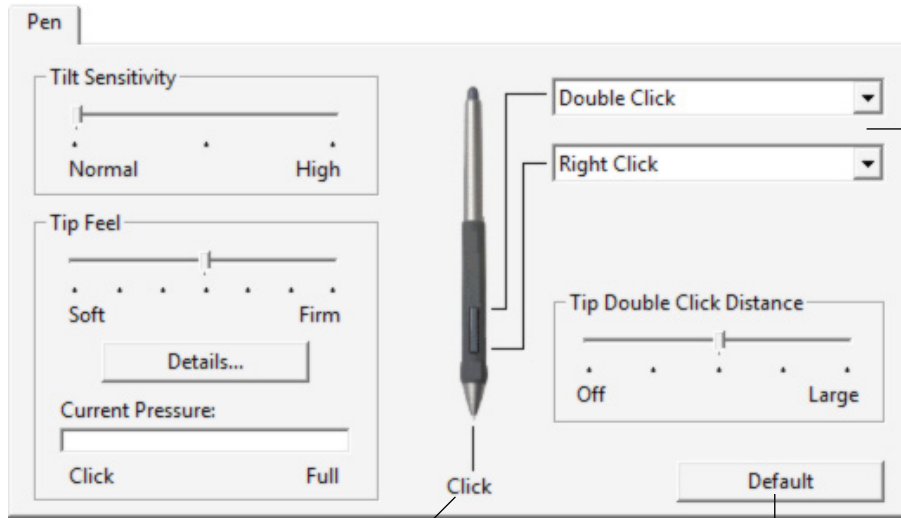 Pen
Tilt Sensitivity
Normal High
Tip Feel
Soft Firm
Details...
Current Pressure:
Click Full
Click
Double Click
Right Click
Tip Double Click Distance
Off Large
Default